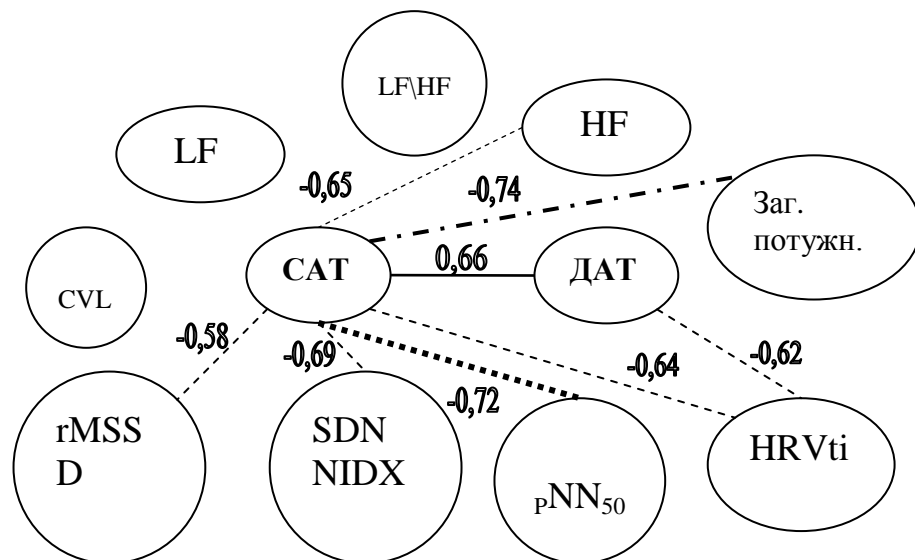 LF\HF
HF
LF
-0,65
-0,74
Заг.
потужн.
САТ
0,66
ДАТ
CVL
-0,58
-0,69
-0,72
-0,64
-0,62
rMSS
D
SDN
NIDX
PNN50
HRVti